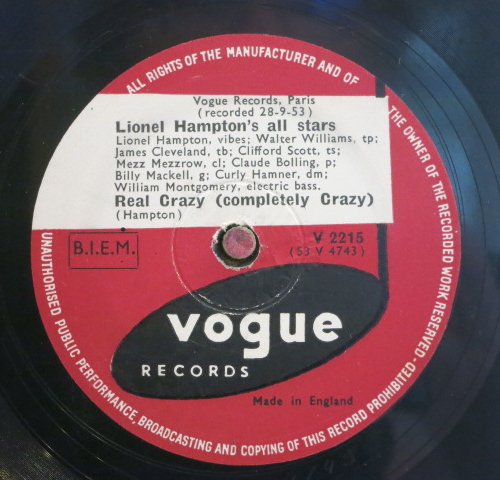 ALL RIGHTS OF THE MANUFACTURER AND OF THE OWNER OF THE RECORDED WORK RESERVED · UNAUTHORISED PUBLIC PERFORMANCE, BROADCASTING AND COPYING OF THIS RECORD PROHIBITED ·
Vogue Records, Paris
(recorded 28-9-53)
Lionel Hampton's all stars
Lionel Hampton, vibes; Walter Williams, tp;
James Cleveland, tb; Clifford Scott, ts;
Mezz Mezzrow, cl; Claude Bolling, p;
Billy Mackell, g; Curly Hamner, dm;
William Montgomery, electric bass.
Real Crazy (completely Crazy)
(Hampton)
B.I.E.M.
V 2215
(53 V 4743)
vogue
RECORDS
Made in England